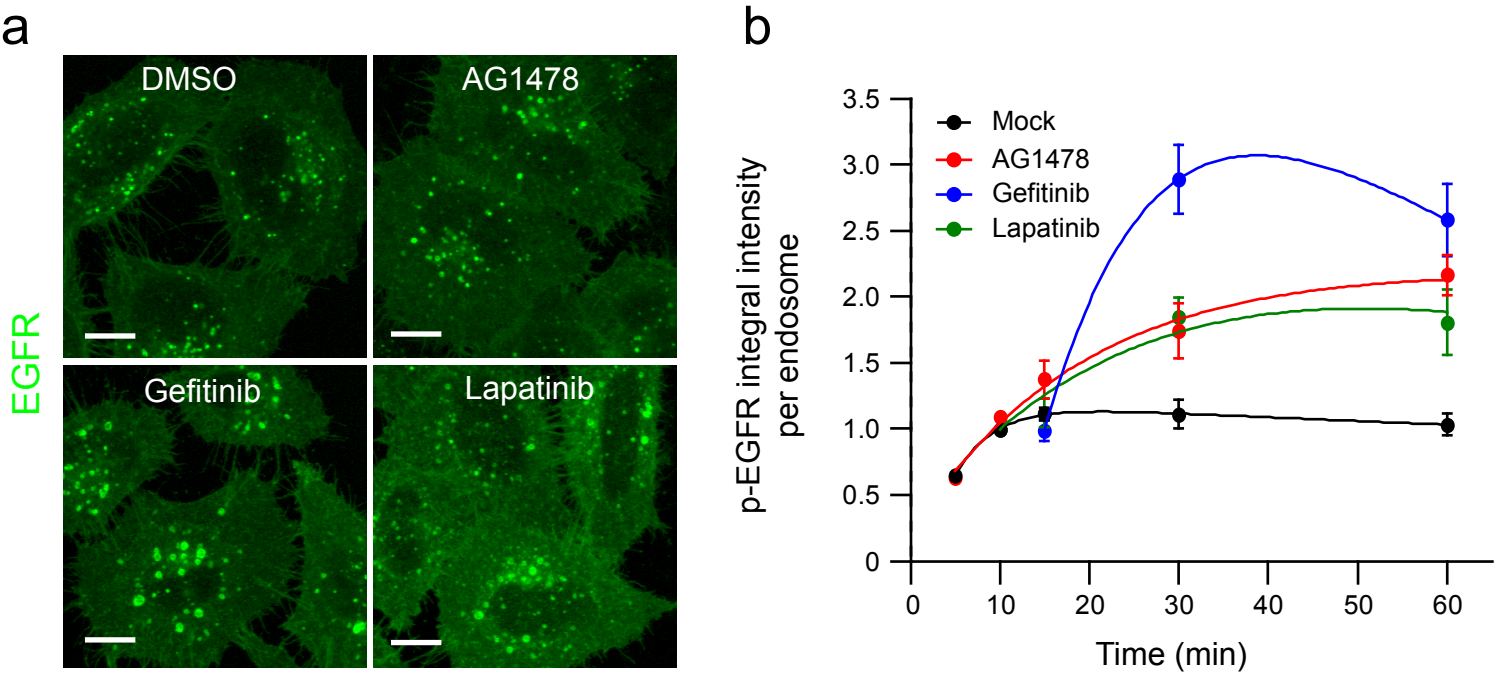 a
EGFR
DMSO
AG1478
Gefitinib
Lapatinib
b
p-EGFR integral intensity
per endosome
3.5
3.0
2.5
2.0
1.5
1.0
0.5
0
Mock
AG1478
Gefitinib
Lapatinib
0 10 20 30 40 50 60
Time (min)